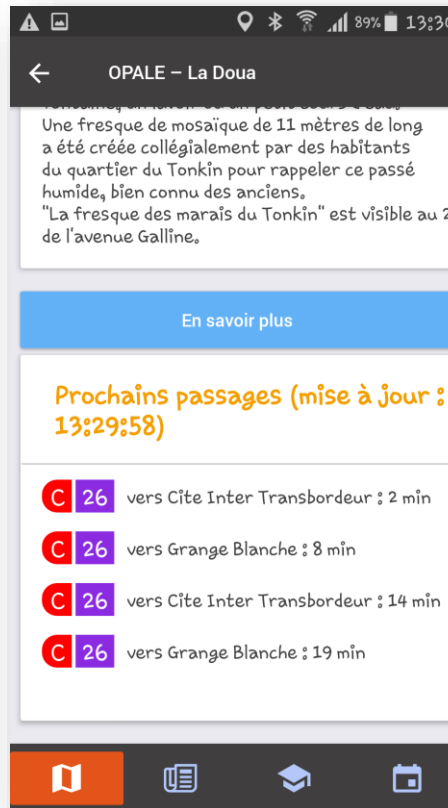 89% 13:30
OPALE – La Doua
Une fresque de mosaïque de 11 mètres de long
a été créée collégialement par des habitants
du quartier du Tonkin pour rappeler ce passé
humide, bien connu des anciens.
"La fresque des marais du Tonkin" est visible au 2
de l'avenue Galline.
En savoir plus
Prochains passages (mise à jour :
13:29:58)
C 26 vers Cite Inter Transbordeur : 2 min
C 26 vers Grange Blanche : 8 min
C 26 vers Cite Inter Transbordeur : 14 min
C 26 vers Grange Blanche : 19 min